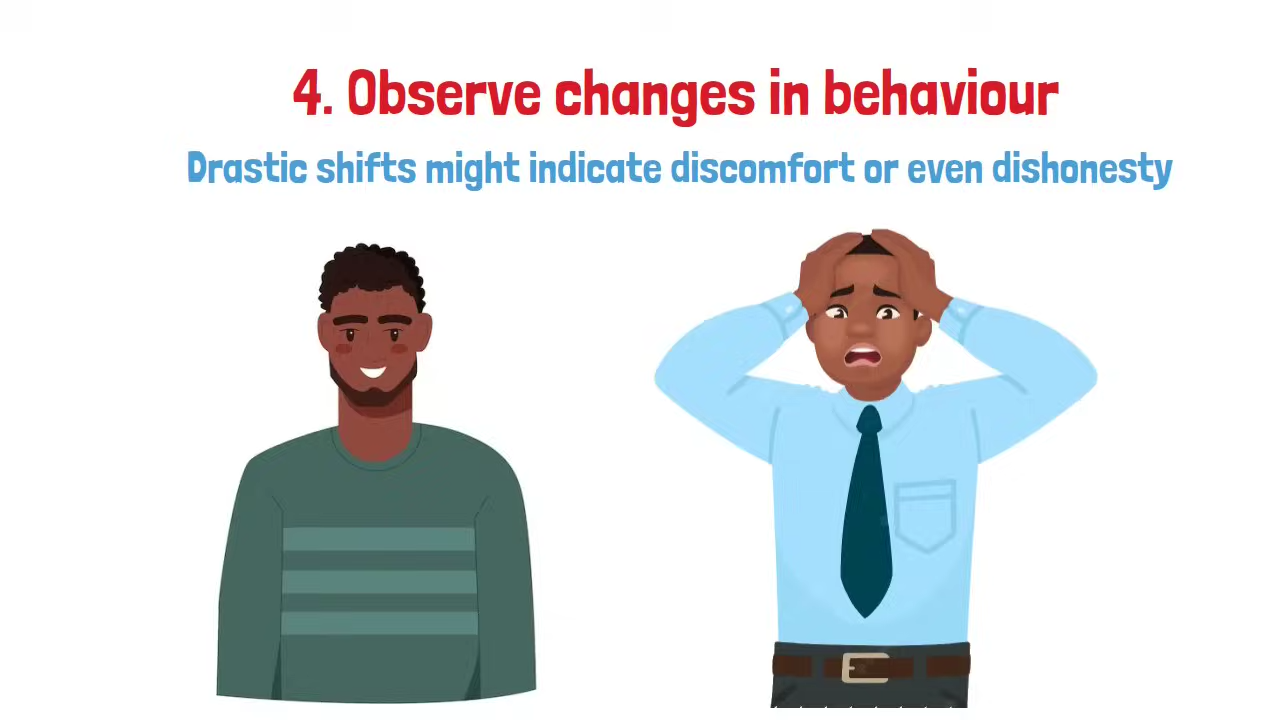 4. Observe changes in behaviour
Drastic shifts might indicate discomfort or even dishonesty